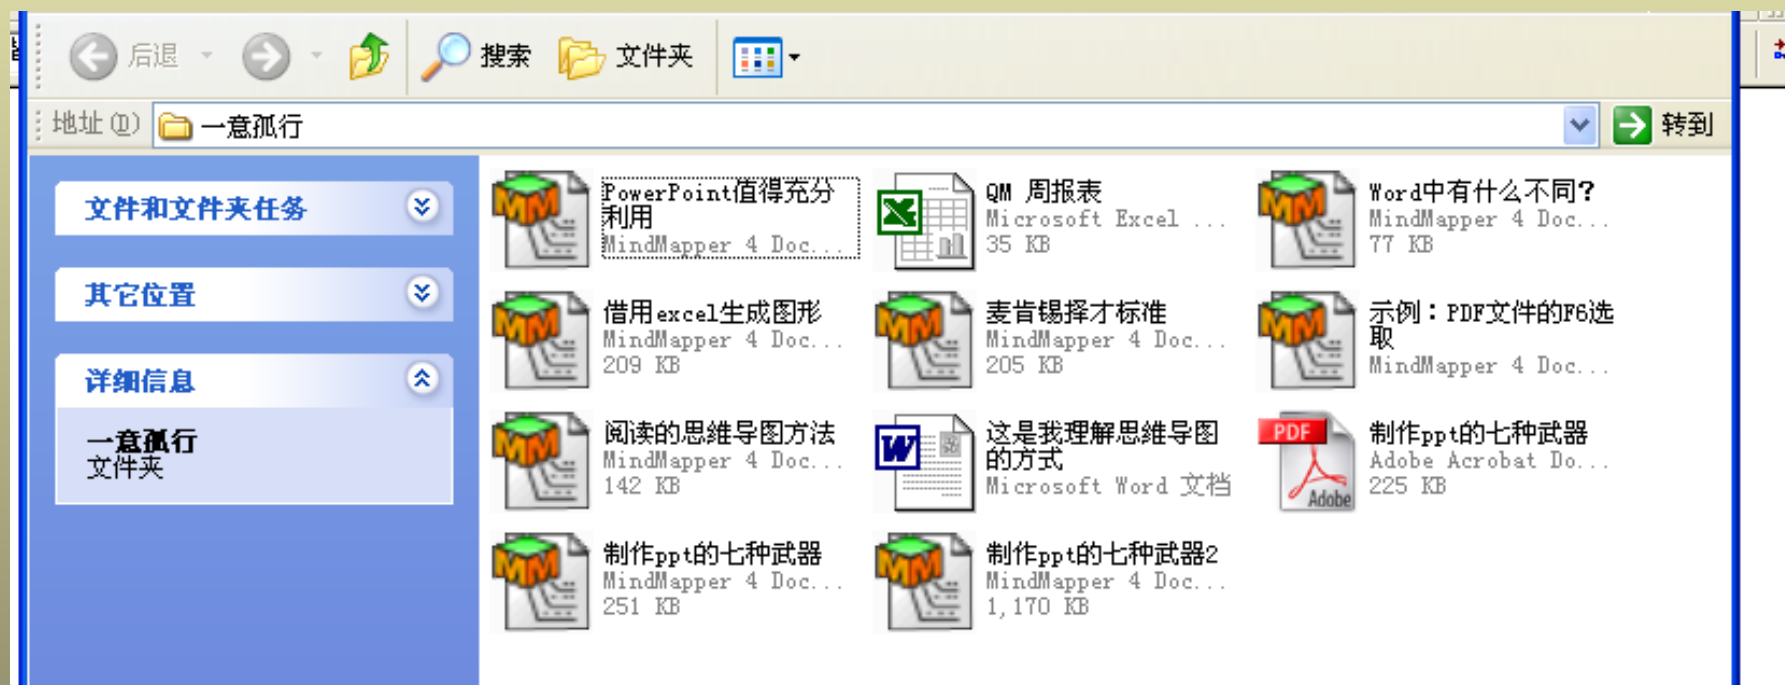 后退
搜索
文件夹
地址(D)
一意孤行
转到
文件和文件夹任务
其它位置
详细信息
一意孤行
文件夹
PowerPoint值得充分
利用
MindMapper 4 Doc...
QM 周报表
Microsoft Excel ...
35 KB
Word中有什么不同?
MindMapper 4 Doc...
77 KB
借用excel生成图形
MindMapper 4 Doc...
209 KB
麦肯锡择才标准
MindMapper 4 Doc...
205 KB
示例：PDF文件的F6选
取
MindMapper 4 Doc...
阅读的思维导图方法
MindMapper 4 Doc...
142 KB
这是我理解思维导图
的方式
Microsoft Word 文档
PDF
Adobe
制作ppt的七种武器
Adobe Acrobat Do...
225 KB
制作ppt的七种武器
MindMapper 4 Doc...
251 KB
制作ppt的七种武器2
MindMapper 4 Doc...
1,170 KB